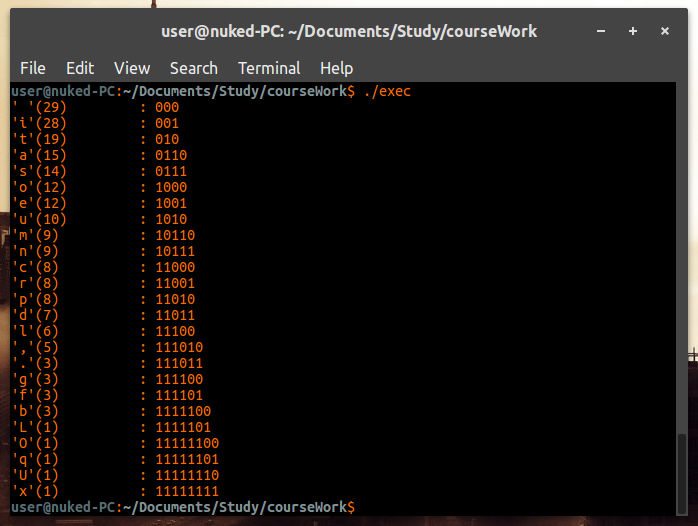 user@nuked-PC: ~/Documents/Study/courseWork
File Edit View Search Terminal Help
user@nuked-PC:~/Documents/Study/courseWork$ ./exec
' '(29) : 000
'i'(28) : 001
't'(19) : 010
'a'(15) : 0110
's'(14) : 0111
'o'(12) : 1000
'e'(12) : 1001
'u'(10) : 1010
'm'(9) : 10110
'n'(9) : 10111
'c'(8) : 11000
'r'(8) : 11001
'p'(8) : 11010
'd'(7) : 11011
'l'(6) : 11100
','(5) : 111010
'.'(3) : 111011
'g'(3) : 111100
'f'(3) : 111101
'b'(3) : 1111100
'L'(1) : 1111101
'O'(1) : 11111100
'q'(1) : 11111101
'U'(1) : 11111110
'x'(1) : 11111111
user@nuked-PC:~/Documents/Study/courseWork$